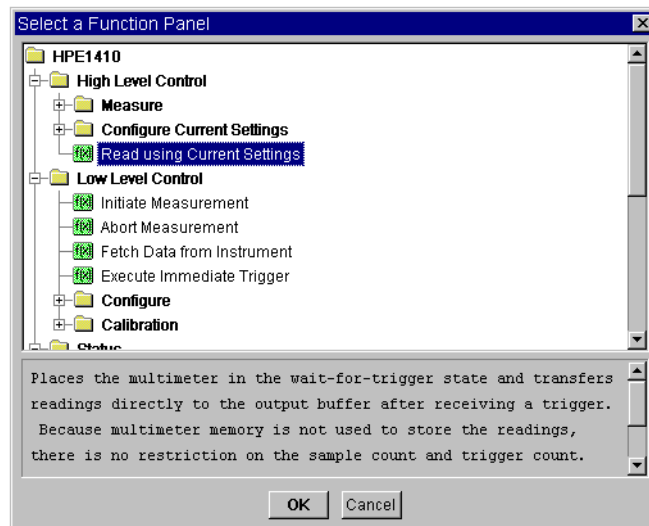 Select a Function Panel
HPE1410
High Level Control
Measure
Configure Current Settings
f(x) Read using Current Settings
Low Level Control
f(x) Initiate Measurement
f(x) Abort Measurement
f(x) Fetch Data from Instrument
f(x) Execute Immediate Trigger
Configure
Calibration
Status
Places the multimeter in the wait-for-trigger state and transfers
readings directly to the output buffer after receiving a trigger.
Because multimeter memory is not used to store the readings,
there is no restriction on the sample count and trigger count.
OK Cancel